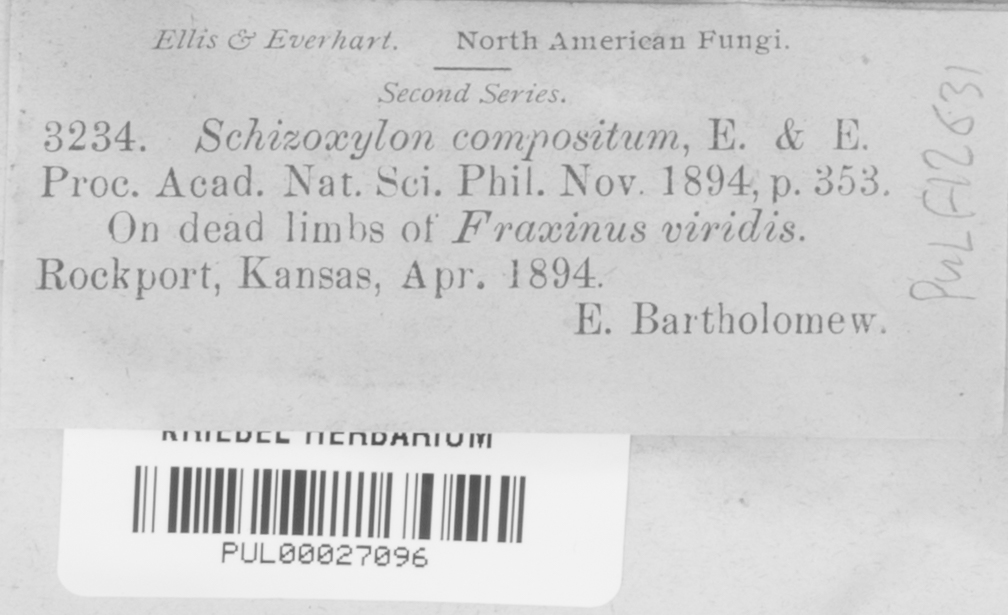 Ellis & Everhart. North American Fungi.
Second Series.
3234. Schizoxylon compositum, E. & E.
Proc. Acad. Nat. Sci. Phil. Nov. 1894, p. 353.
On dead limbs of Fraxinus viridis.
Rockport, Kansas, Apr. 1894.
E. Bartholomew.
PUL F12631
KRIEBEL HERBARIUM
PUL00027096